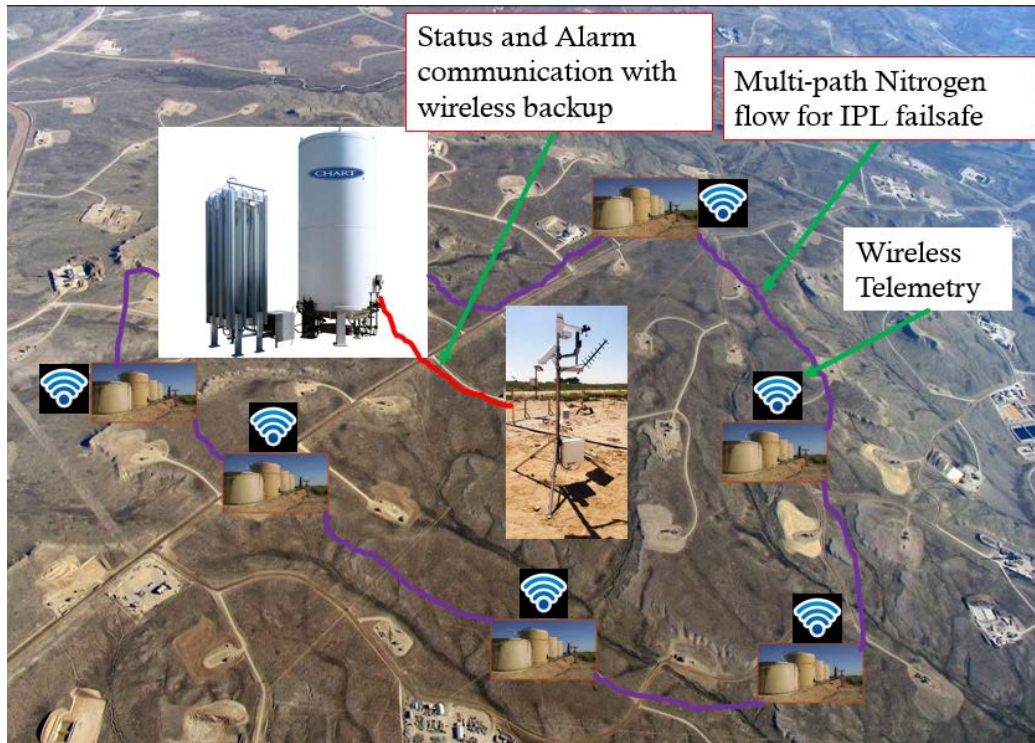 Status and Alarm
communication with
wireless backup
Multi-path Nitrogen
flow for IPL failsafe
CHART
Wireless
Telemetry